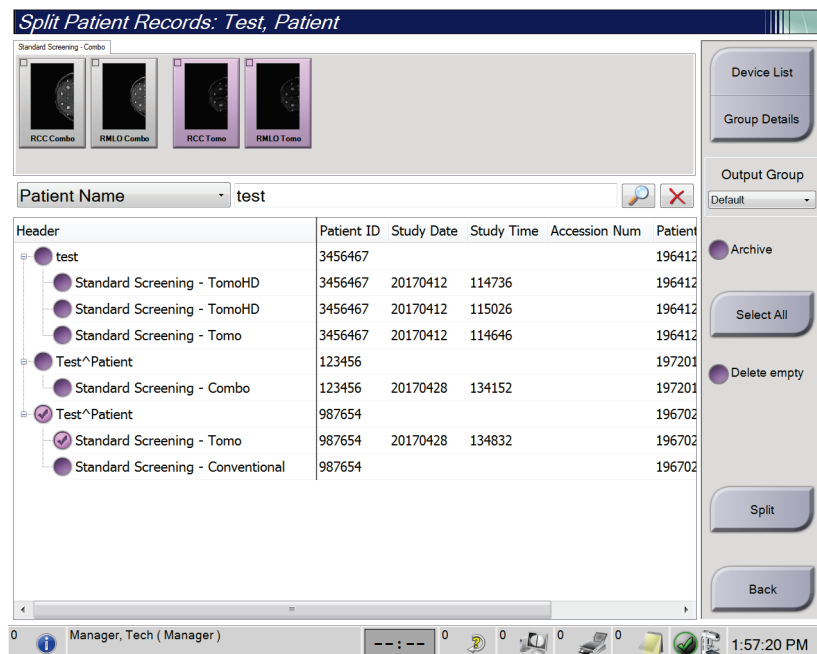 Split Patient Records: Test, Patient
Standard Screening - Combo
RCC Combo RMLO Combo RCC Tomo RMLO Tomo
Device List
Group Details
Output Group
Default
Patient Name test
Header Patient ID Study Date Study Time Accession Num Patient
test 3456467 196412
Standard Screening - TomoHD 3456467 20170412 114736 196412
Standard Screening - TomoHD 3456467 20170412 115026 196412
Standard Screening - Tomo 3456467 20170412 114646 196412
Test^Patient 123456 197201
Standard Screening - Combo 123456 20170428 134152 197201
Test^Patient 987654 196702
Standard Screening - Tomo 987654 20170428 134832 196702
Standard Screening - Conventional 987654 196702
Archive
Select All
Delete empty
Split
Back
0 Manager, Tech ( Manager ) --:-- 0 0 0 0 1:57:20 PM